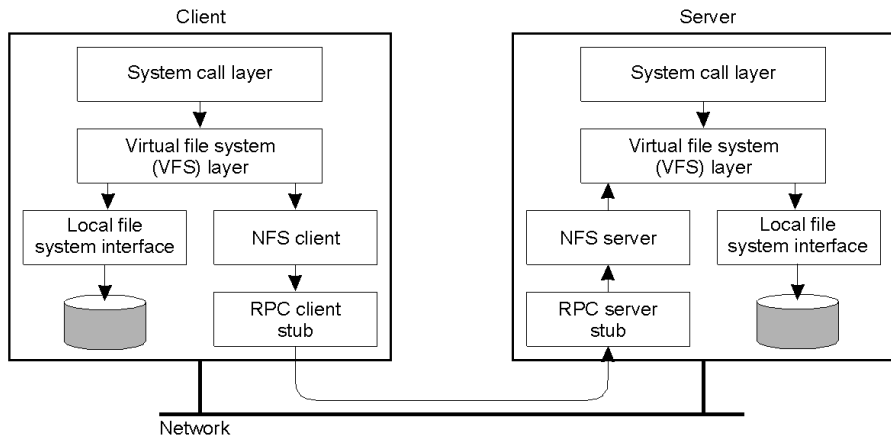 Client
System call layer
Virtual file system
(VFS) layer
Local file
system interface
NFS client
RPC client
stub
Server
System call layer
Virtual file system
(VFS) layer
NFS server
Local file
system interface
RPC server
stub
Network